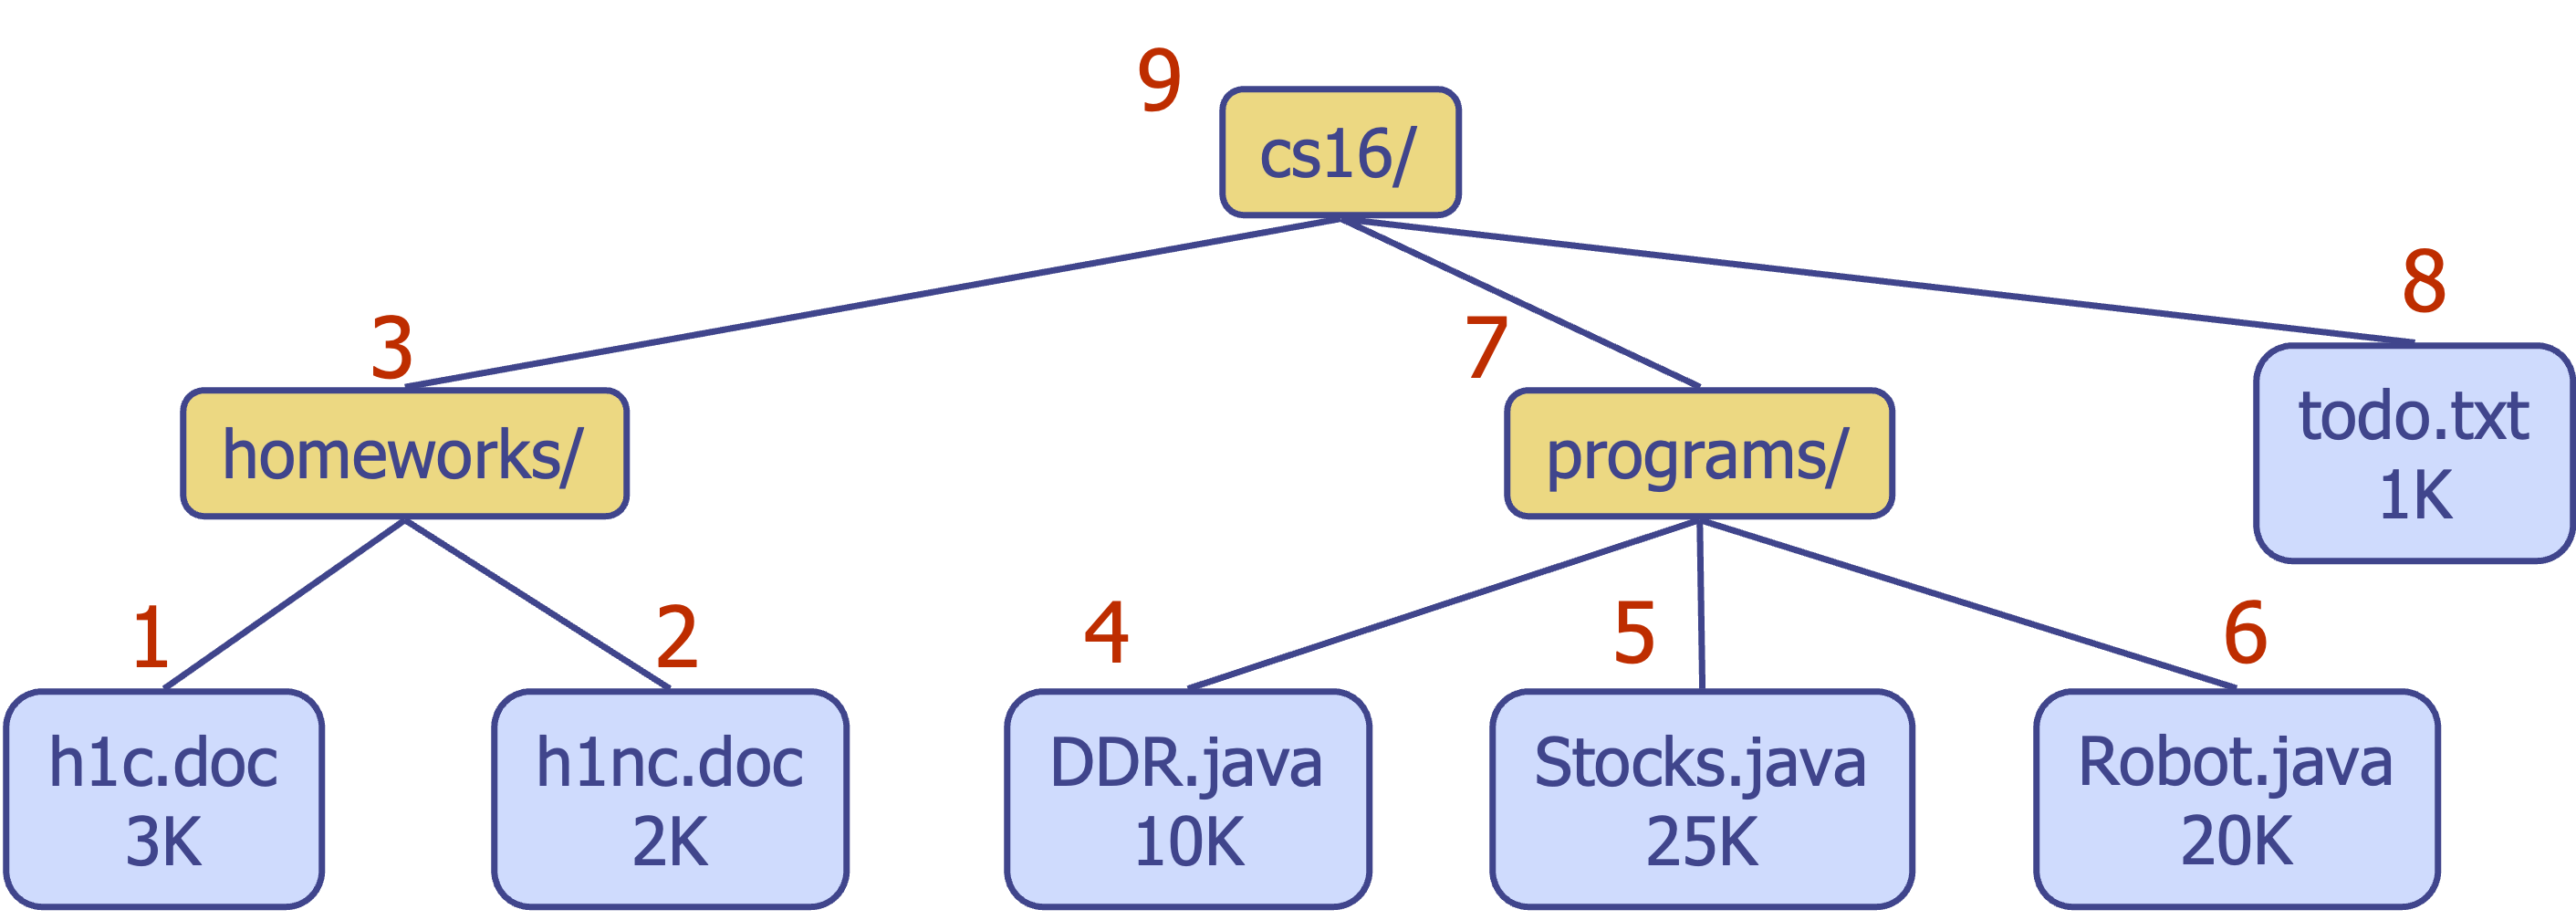 9
cs16/
8
3
7
homeworks/
programs/
todo.txt
1K
1
2
4
5
6
h1c.doc
3K
h1nc.doc
2K
DDR.java
10K
Stocks.java
25K
Robot.java
20K